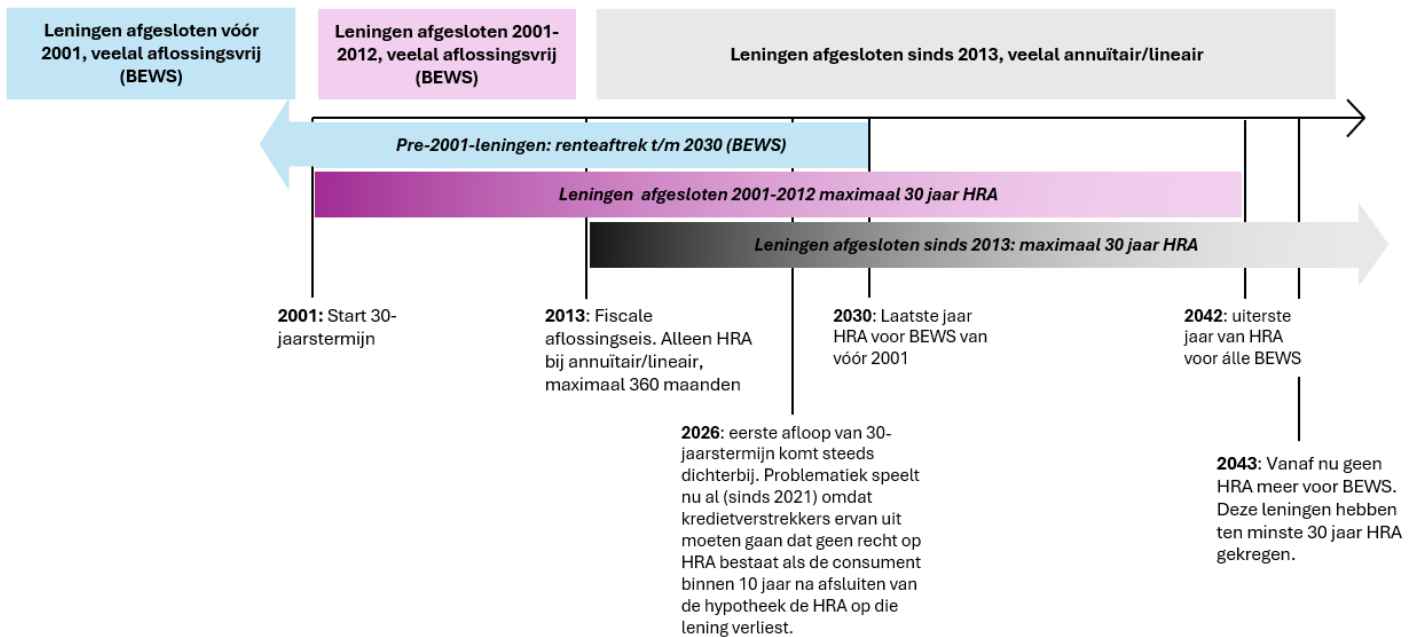 Leningen afgesloten vóór
2001, veelal aflossingsvrij
(BEWS)
Leningen afgesloten 2001-
2012, veelal aflossingsvrij
(BEWS)
Leningen afgesloten sinds 2013, veelal annuïtair/lineair
Pre-2001-leningen: renteaftrek t/m 2030 (BEWS)
Leningen afgesloten 2001-2012 maximaal 30 jaar HRA
Leningen afgesloten sinds 2013: maximaal 30 jaar HRA
2001: Start 30-
jaarstermijn
2013: Fiscale
aflossingseis. Alleen HRA
bij annuïtair/lineair,
maximaal 360 maanden
2030: Laatste jaar
HRA voor BEWS van
vóór 2001
2042: uiterste
jaar van HRA
voor álle BEWS
2026: eerste afloop van 30-
jaarstermijn komt steeds
dichterbij. Problematiek speelt
nu al (sinds 2021) omdat
kredietverstrekkers ervan uit
moeten gaan dat geen recht op
HRA bestaat als de consument
binnen 10 jaar na afsluiten van
de hypotheek de HRA op die
lening verliest.
2043: Vanaf nu geen
HRA meer voor BEWS.
Deze leningen hebben
ten minste 30 jaar HRA
gekregen.